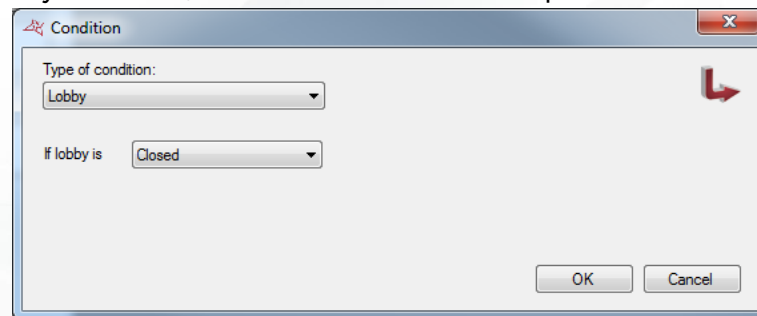 Condition
Type of condition:
Lobby
If lobby is Closed
OK Cancel